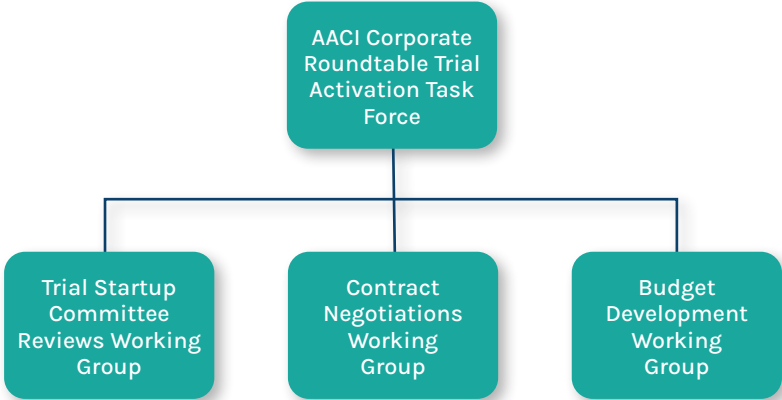 AACI Corporate
Roundtable Trial
Activation Task
Force
Trial Startup
Committee
Reviews Working
Group
Contract
Negotiations
Working
Group
Budget
Development
Working
Group